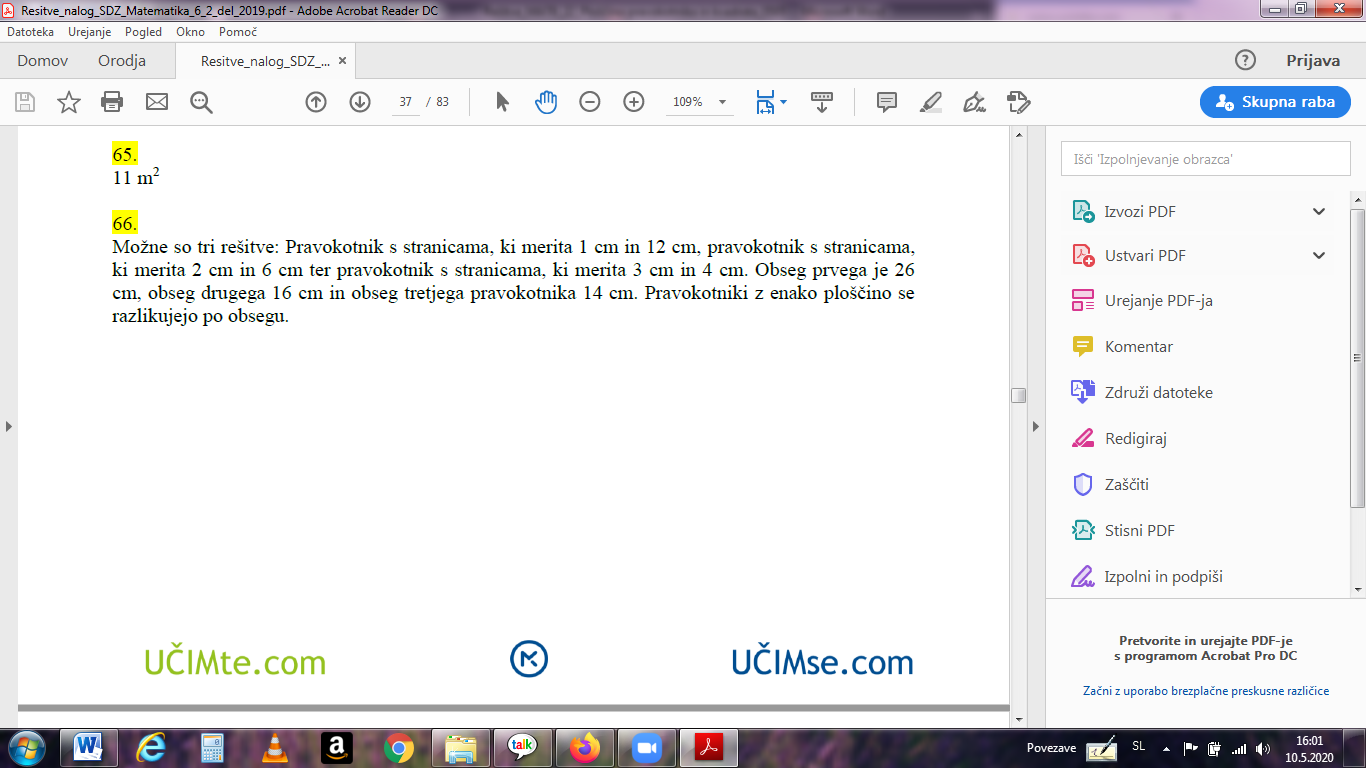 Resitve_nalog_SDZ_Matematika_6_2_del_2019.pdf - Adobe Acrobat Reader DC
Datoteka Urejanje Pogled Okno Pomoč
Domov Orodja Resitve_nalog_SDZ_... × Prijava
37 / 83 109% Skupna raba
65.
11 m²
66.
Možne so tri rešitve: Pravokotnik s stranicama, ki merita 1 cm in 12 cm, pravokotnik s stranicama,
ki merita 2 cm in 6 cm ter pravokotnik s stranicama, ki merita 3 cm in 4 cm. Obseg prvega je 26
cm, obseg drugega 16 cm in obseg tretjega pravokotnika 14 cm. Pravokotniki z enako ploščino se
razlikujejo po obsegu.
UČIMte.com UČIMse.com
Išči 'Izpolnjevanje obrazca'
Izvozi PDF
Ustvari PDF
Urejanje PDF-ja
Komentar
Združi datoteke
Redigiraj
Zaščiti
Stisni PDF
Izpolni in podpiši
Pretvorite in urejajte PDF-je
s programom Acrobat Pro DC
Začni z uporabo brezplačne preskusne različice
talk
Povezave SL 16:01
10.5.2020